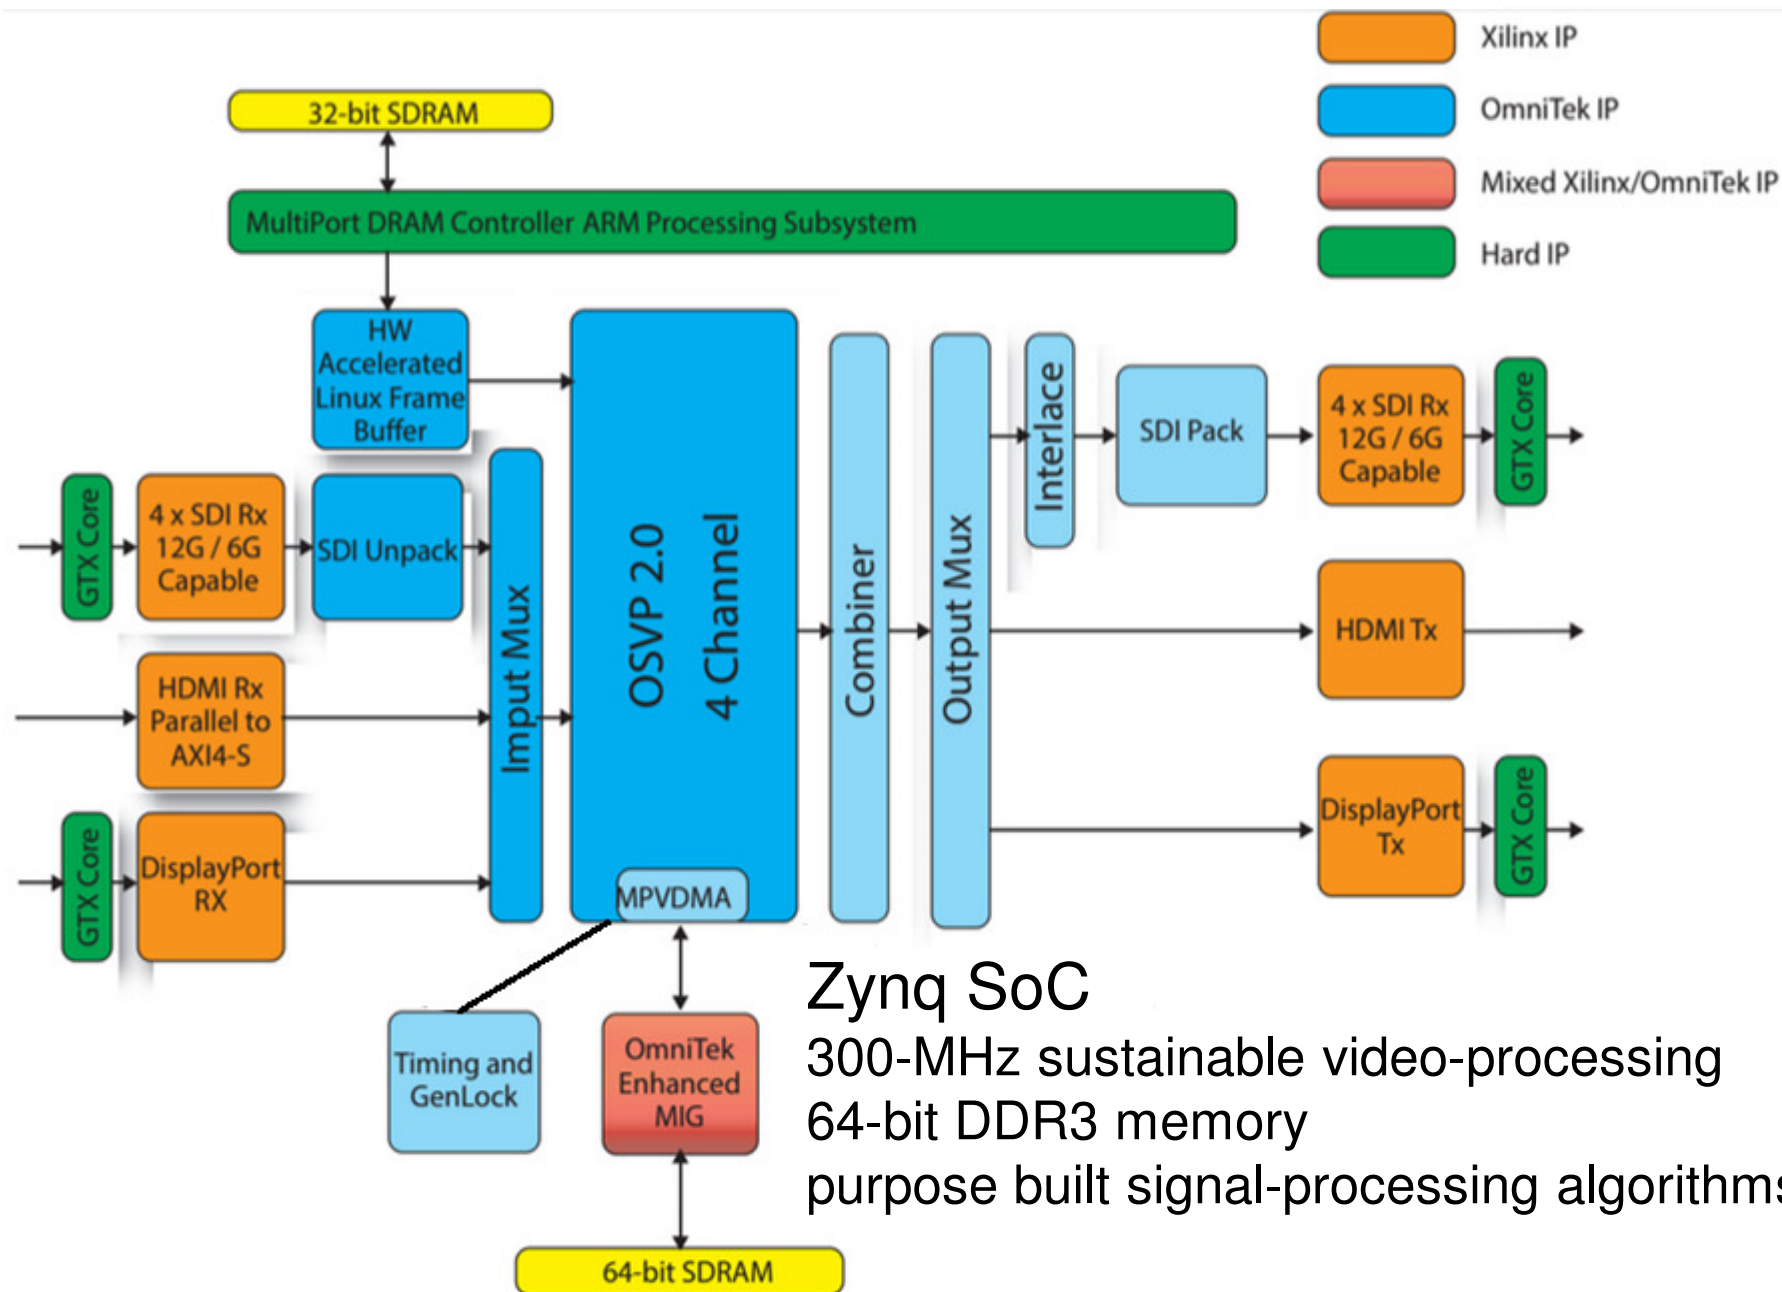 Xilinx IP
OmniTek IP
Mixed Xilinx/OmniTek IP
Hard IP
32-bit SDRAM
MultiPort DRAM Controller ARM Processing Subsystem
HW
Accelerated
Linux Frame
Buffer
GTX Core
4 x SDI Rx
12G / 6G
Capable
SDI Unpack
HDMI Rx
Parallel to
AXI4-S
GTX Core
DisplayPort
RX
Imput Mux
OSVP 2.0
4 Channel
MPVDMA
Combiner
Output Mux
Interlace
SDI Pack
4 x SDI Rx
12G / 6G
Capable
GTX Core
HDMI Tx
DisplayPort
Tx
GTX Core
Timing and
GenLock
OmniTek
Enhanced
MIG
64-bit SDRAM
Zynq SoC
300-MHz sustainable video-processing
64-bit DDR3 memory
purpose built signal-processing algorithms